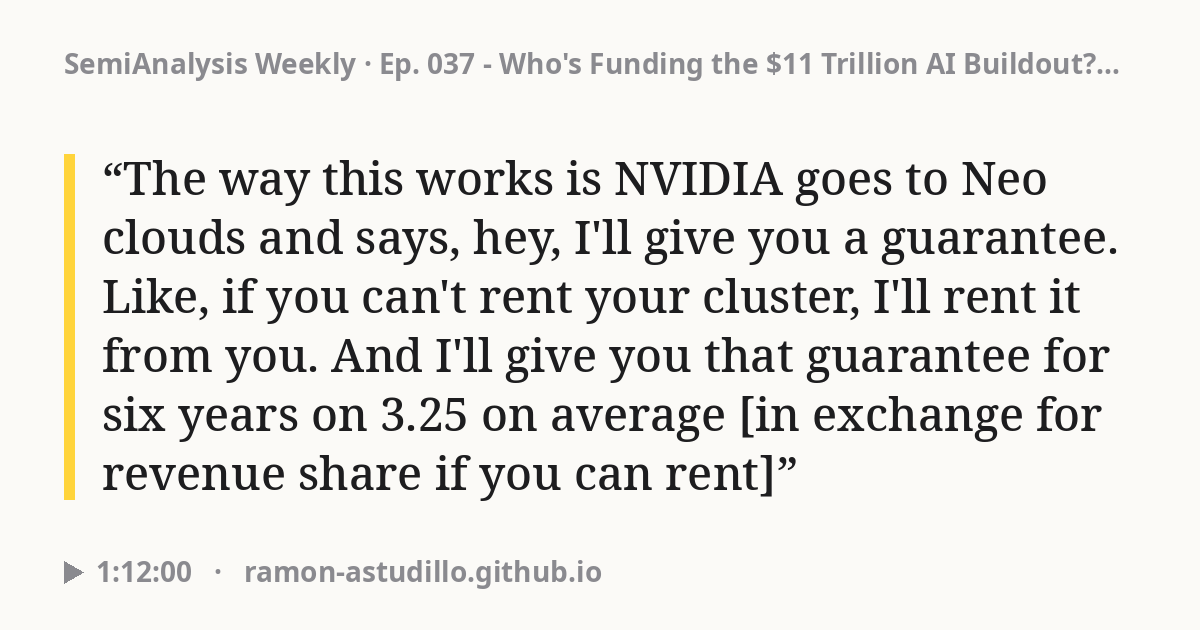 SemiAnalysis Weekly · Ep. 037 - Who's Funding the $11 Trillion AI Buildout?...
“The way this works is NVIDIA goes to Neo
clouds and says, hey, I'll give you a guarantee.
Like, if you can't rent your cluster, I'll rent it
from you. And I'll give you that guarantee for
six years on 3.25 on average [in exchange for
revenue share if you can rent]”
▶ 1:12:00 · ramon-astudillo.github.io